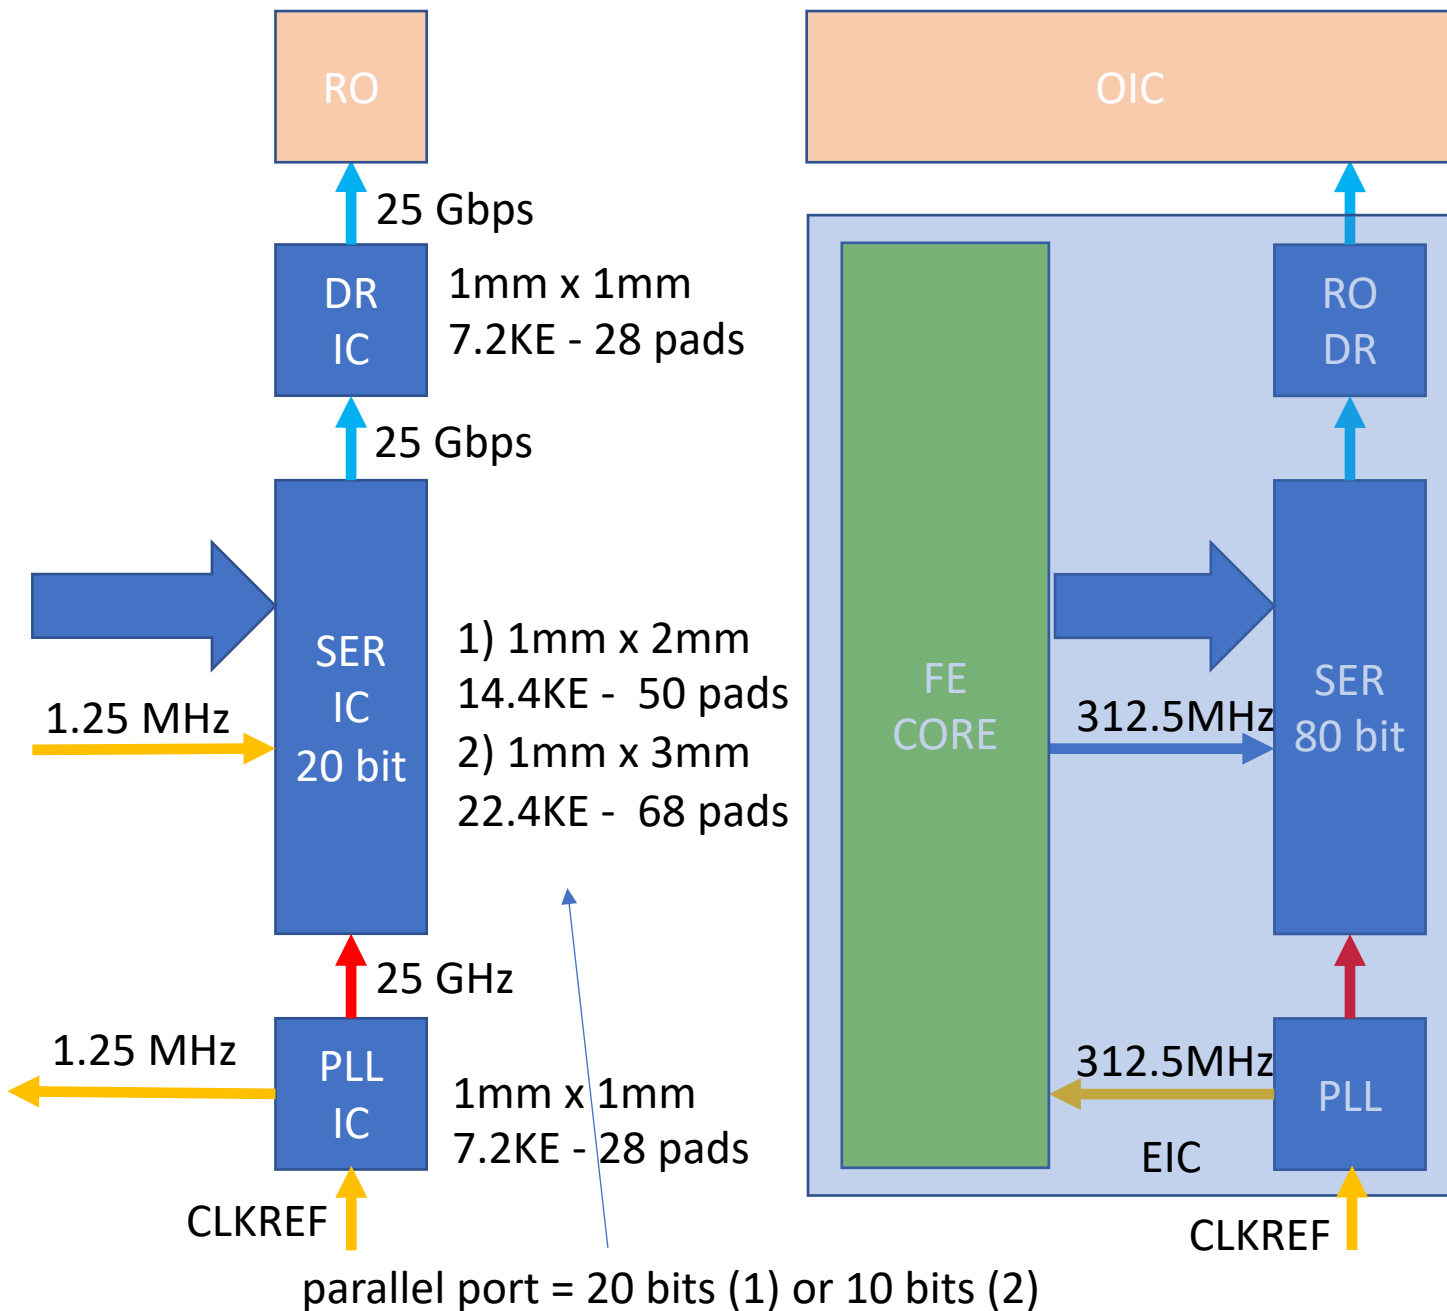 RO
25 Gbps
DR
IC
1mm x 1mm
7.2KE - 28 pads
25 Gbps
SER
IC
20 bit
1) 1mm x 2mm
14.4KE - 50 pads
2) 1mm x 3mm
22.4KE - 68 pads
1.25 MHz
25 GHz
1.25 MHz
PLL
IC
1mm x 1mm
7.2KE - 28 pads
CLKREF
parallel port = 20 bits (1) or 10 bits (2)
OIC
RO
DR
FE
CORE
312.5MHz
SER
80 bit
312.5MHz
PLL
EIC
CLKREF